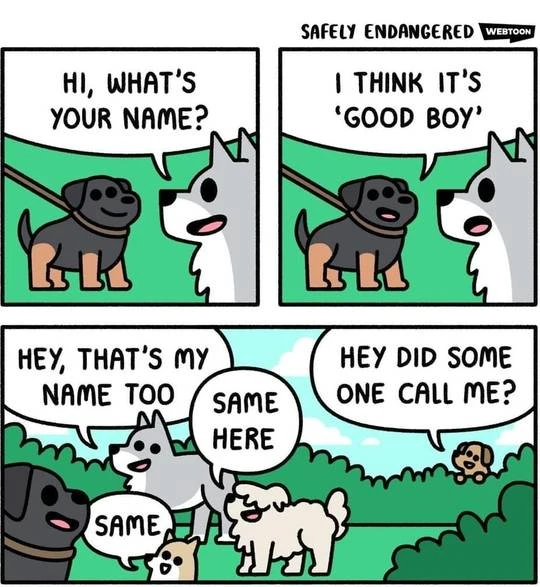 SAFELY ENDANGERED WEBTOON
HI, WHAT'S
YOUR NAME?
I THINK IT'S
'GOOD BOY'
HEY, THAT'S MY
NAME TOO
SAME
HERE
SAME
HEY DID SOME
ONE CALL ME?